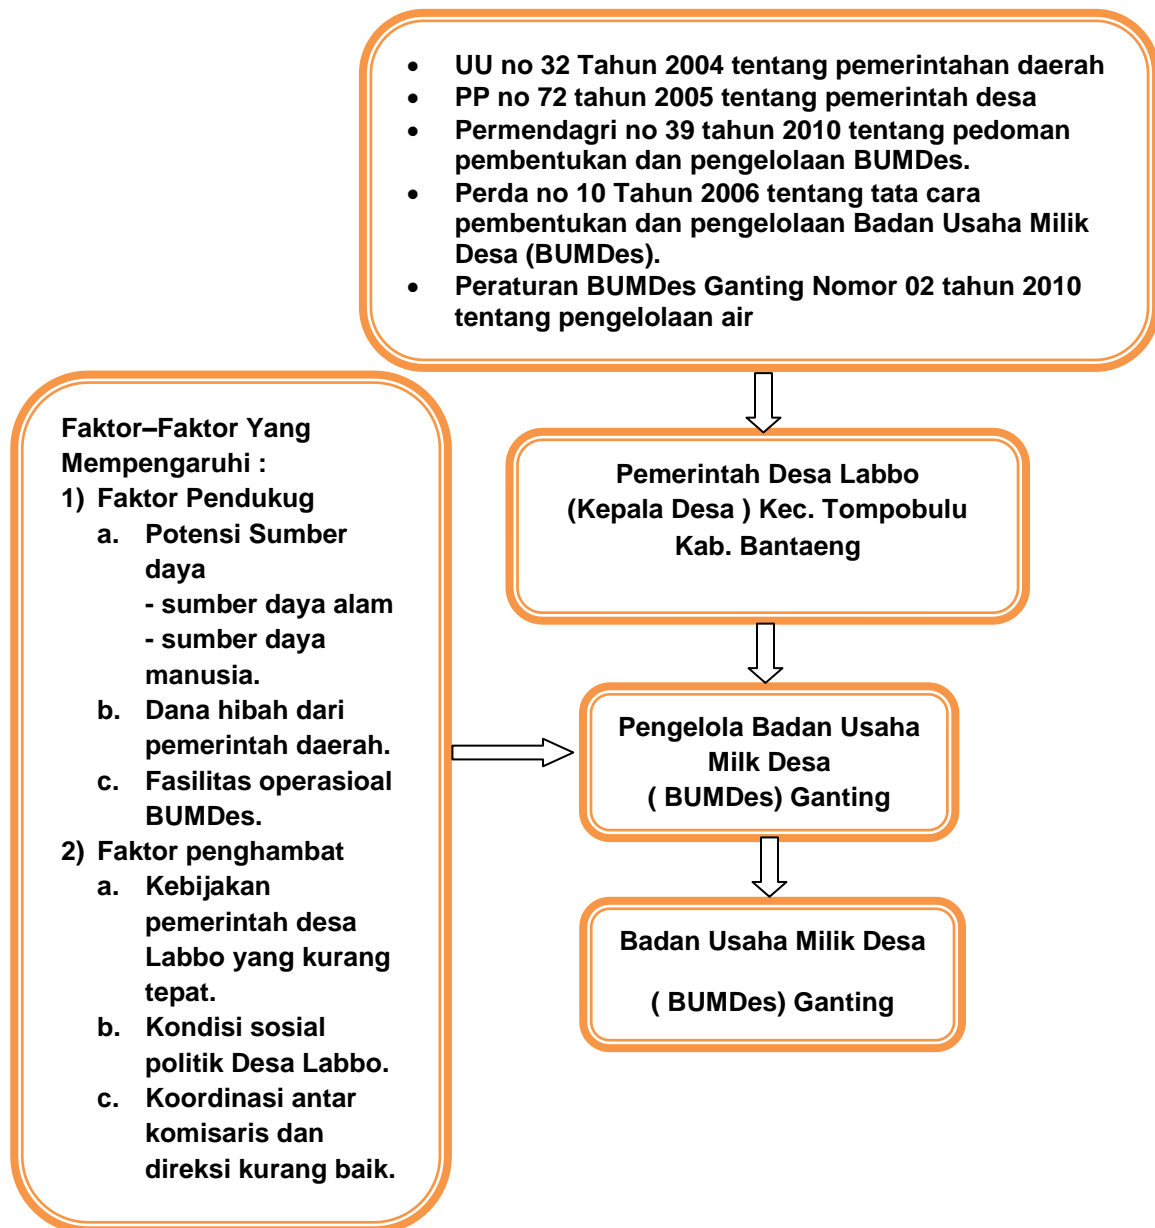 • UU no 32 Tahun 2004 tentang pemerintahan daerah
• PP no 72 tahun 2005 tentang pemerintah desa
• Permendagri no 39 tahun 2010 tentang pedoman
pembentukan dan pengelolaan BUMDes.
• Perda no 10 Tahun 2006 tentang tata cara
pembentukan dan pengelolaan Badan Usaha Milik
Desa (BUMDes).
• Peraturan BUMDes Ganting Nomor 02 tahun 2010
tentang pengelolaan air
Faktor–Faktor Yang
Mempengaruhi :
1) Faktor Pendukug
a. Potensi Sumber
daya
- sumber daya alam
- sumber daya
manusia.
b. Dana hibah dari
pemerintah daerah.
c. Fasilitas operasioal
BUMDes.
2) Faktor penghambat
a. Kebijakan
pemerintah desa
Labbo yang kurang
tepat.
b. Kondisi sosial
politik Desa Labbo.
c. Koordinasi antar
komisaris dan
direksi kurang baik.
Pemerintah Desa Labbo
(Kepala Desa ) Kec. Tompobulu
Kab. Bantaeng
Pengelola Badan Usaha
Milk Desa
( BUMDes) Ganting
Badan Usaha Milik Desa
( BUMDes) Ganting